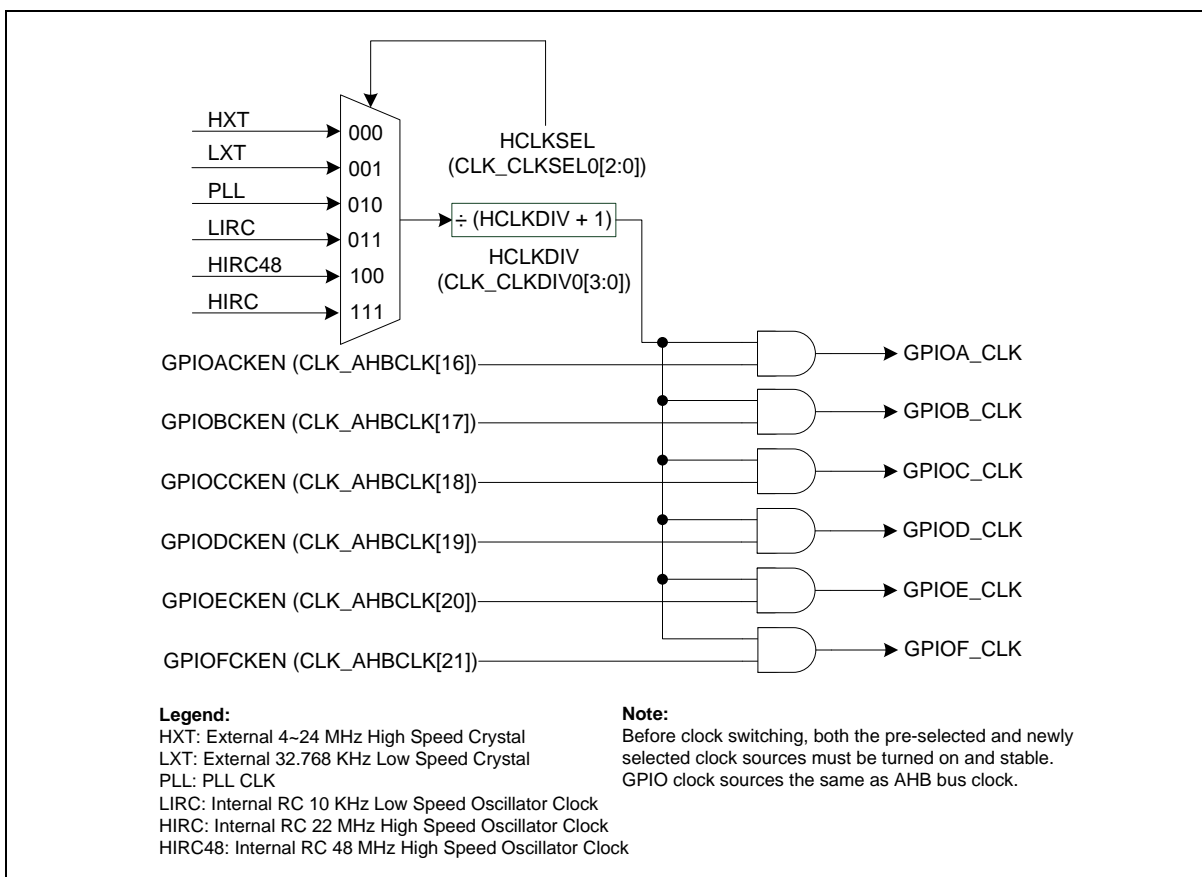 HXT
LXT
PLL
LIRC
HIRC48
HIRC
000
001
010
011
100
111
HCLKSEL
(CLK_CLKSEL0[2:0])
÷ (HCLKDIV + 1)
HCLKDIV
(CLK_CLKDIV0[3:0])
GPIOACKEN (CLK_AHBCLK[16])
GPIOA_CLK
GPIOBCKEN (CLK_AHBCLK[17])
GPIOB_CLK
GPIOCCKEN (CLK_AHBCLK[18])
GPIOC_CLK
GPIODCKEN (CLK_AHBCLK[19])
GPIOD_CLK
GPIOECKEN (CLK_AHBCLK[20])
GPIOE_CLK
GPIOFCKEN (CLK_AHBCLK[21])
GPIOF_CLK
Legend:
HXT: External 4~24 MHz High Speed Crystal
LXT: External 32.768 KHz Low Speed Crystal
PLL: PLL CLK
LIRC: Internal RC 10 KHz Low Speed Oscillator Clock
HIRC: Internal RC 22 MHz High Speed Oscillator Clock
HIRC48: Internal RC 48 MHz High Speed Oscillator Clock
Note:
Before clock switching, both the pre-selected and newly
selected clock sources must be turned on and stable.
GPIO clock sources the same as AHB bus clock.